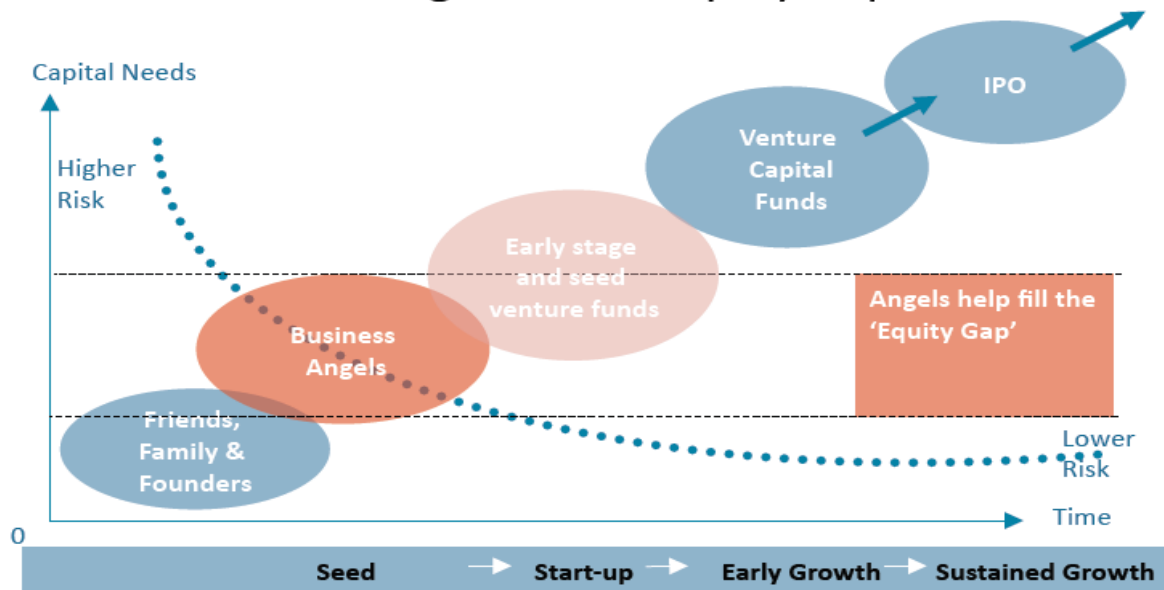 Capital Needs
IPO
Venture
Capital
Funds
Higher
Risk
Early stage
and seed
venture funds
Angels help fill the
‘Equity Gap’
Business
Angels
Friends,
Family &
Founders
Lower
Risk
Time
0
Seed
Start-up
Early Growth
Sustained Growth